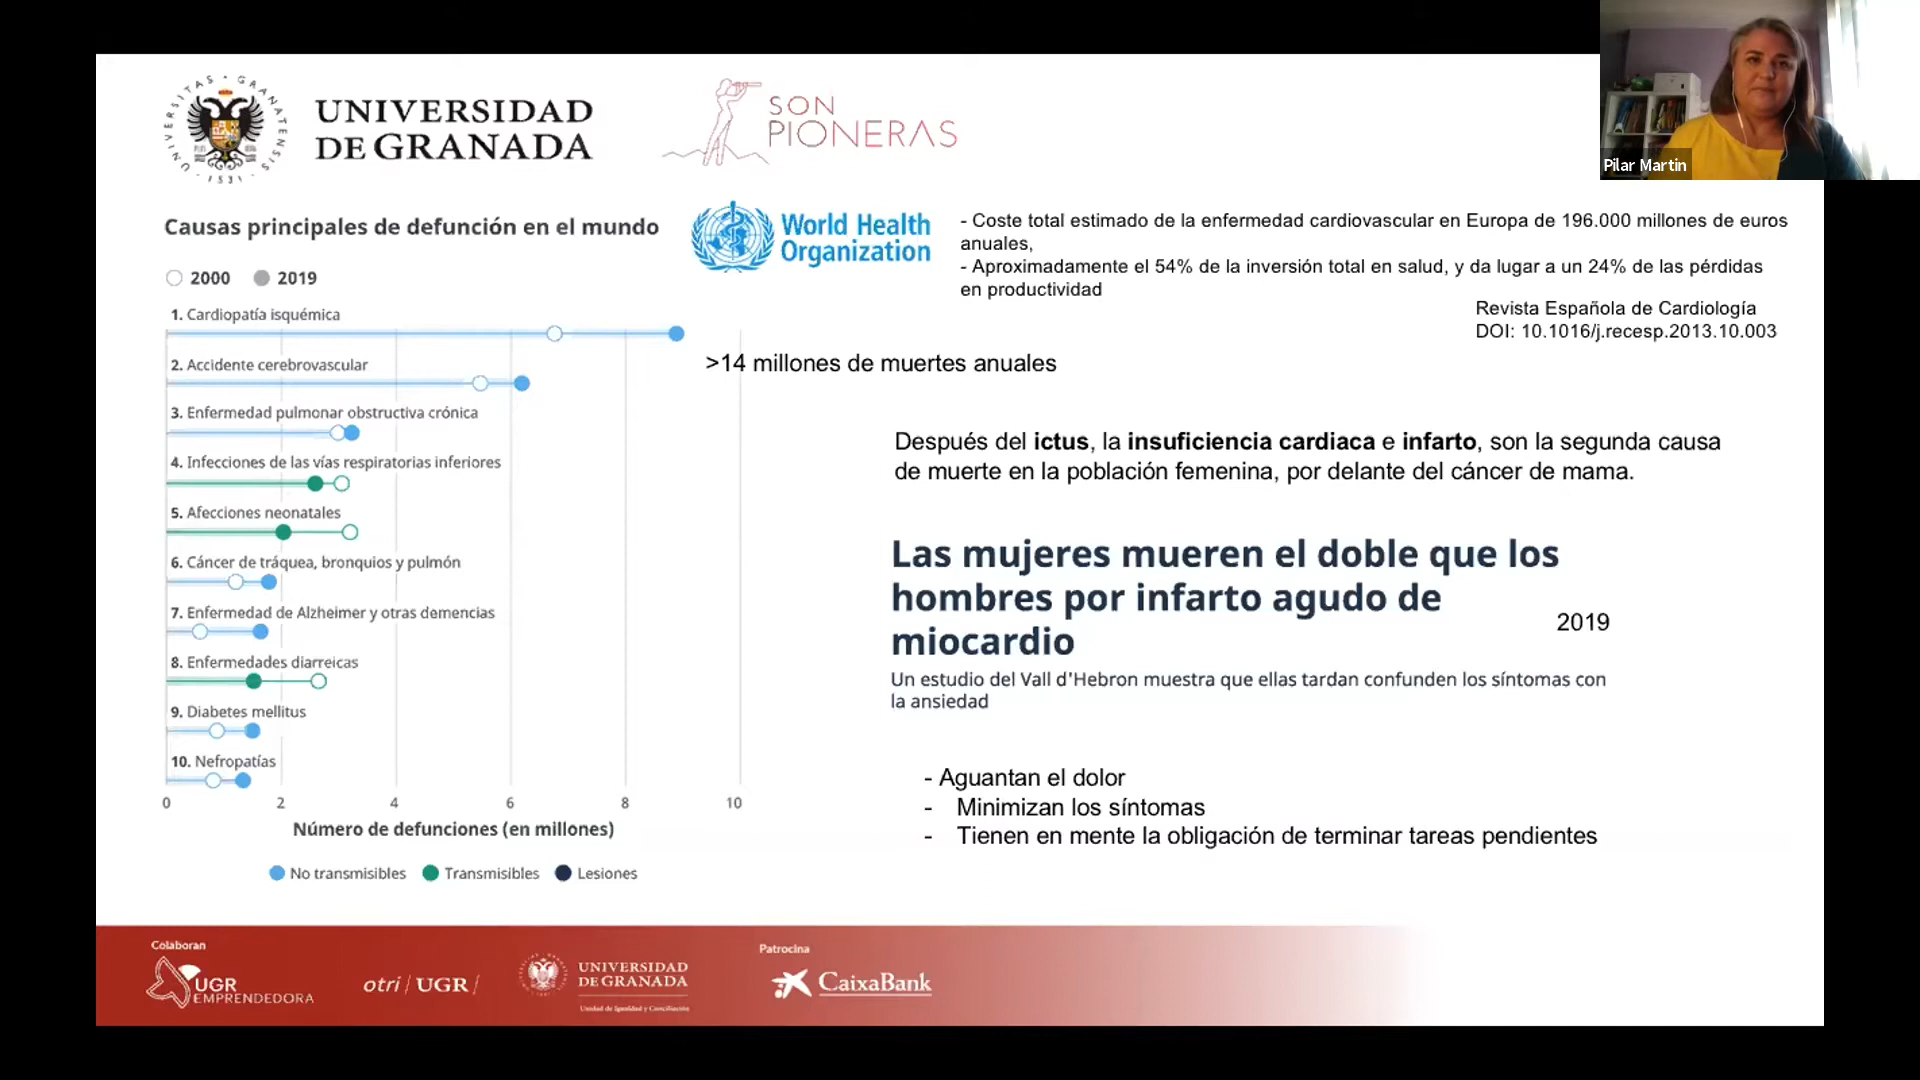 UNIVERSITAS GRANATENSIS
1531
UNIVERSIDAD
DE GRANADA
SON
PIONERAS
Pilar Martin
Causas principales de defunción en el mundo
2000
2019
1. Cardiopatía isquémica
2. Accidente cerebrovascular
3. Enfermedad pulmonar obstructiva crónica
4. Infecciones de las vías respiratorias inferiores
5. Afecciones neonatales
6. Cáncer de tráquea, bronquios y pulmón
7. Enfermedad de Alzheimer y otras demencias
8. Enfermedades diarreicas
9. Diabetes mellitus
10. Nefropatías
0 2 4 6 8 10
Número de defunciones (en millones)
No transmisibles
Transmisibles
Lesiones
World Health
Organization
- Coste total estimado de la enfermedad cardiovascular en Europa de 196.000 millones de euros
anuales,
- Aproximadamente el 54% de la inversión total en salud, y da lugar a un 24% de las pérdidas
en productividad
Revista Española de Cardiología
DOI: 10.1016/j.recesp.2013.10.003
>14 millones de muertes anuales
Después del ictus, la insuficiencia cardiaca e infarto, son la segunda causa
de muerte en la población femenina, por delante del cáncer de mama.
Las mujeres mueren el doble que los
hombres por infarto agudo de
miocardio
2019
Un estudio del Vall d'Hebron muestra que ellas tardan confunden los síntomas con
la ansiedad
- Aguantan el dolor
- Minimizan los síntomas
- Tienen en mente la obligación de terminar tareas pendientes
Colaboran
UGR
EMPRENDEDORA
otri / UGR /
UNIVERSIDAD
DE GRANADA
Unidad de Igualdad y Conciliación
Patrocina
CaixaBank